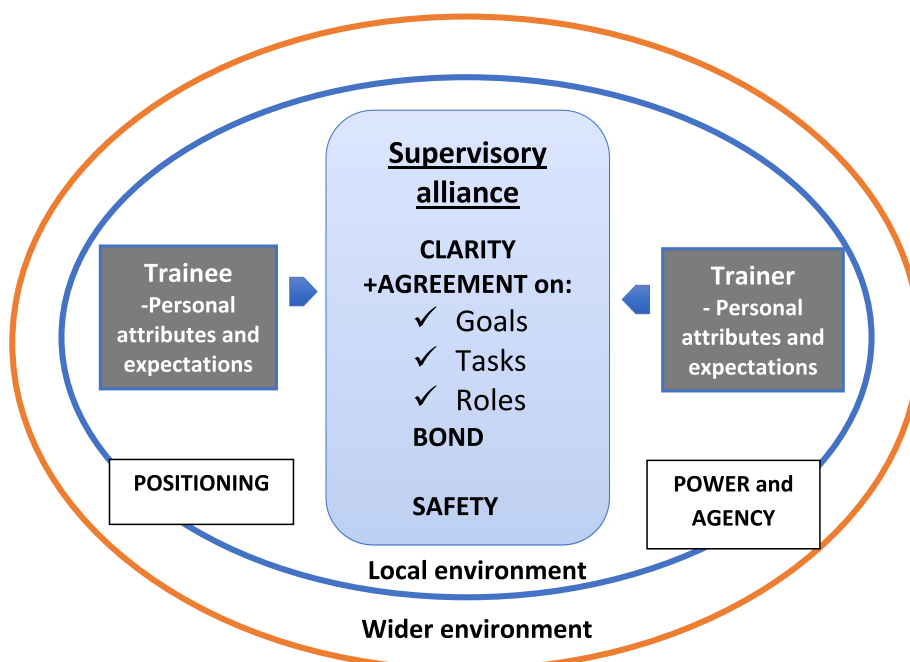 Supervisory
alliance
CLARITY
+AGREEMENT on:
✓ Goals
✓ Tasks
✓ Roles
BOND
SAFETY
Trainee
-Personal
attributes and
expectations
Trainer
- Personal
attributes and
expectations
POSITIONING
POWER and
AGENCY
Local environment
Wider environment